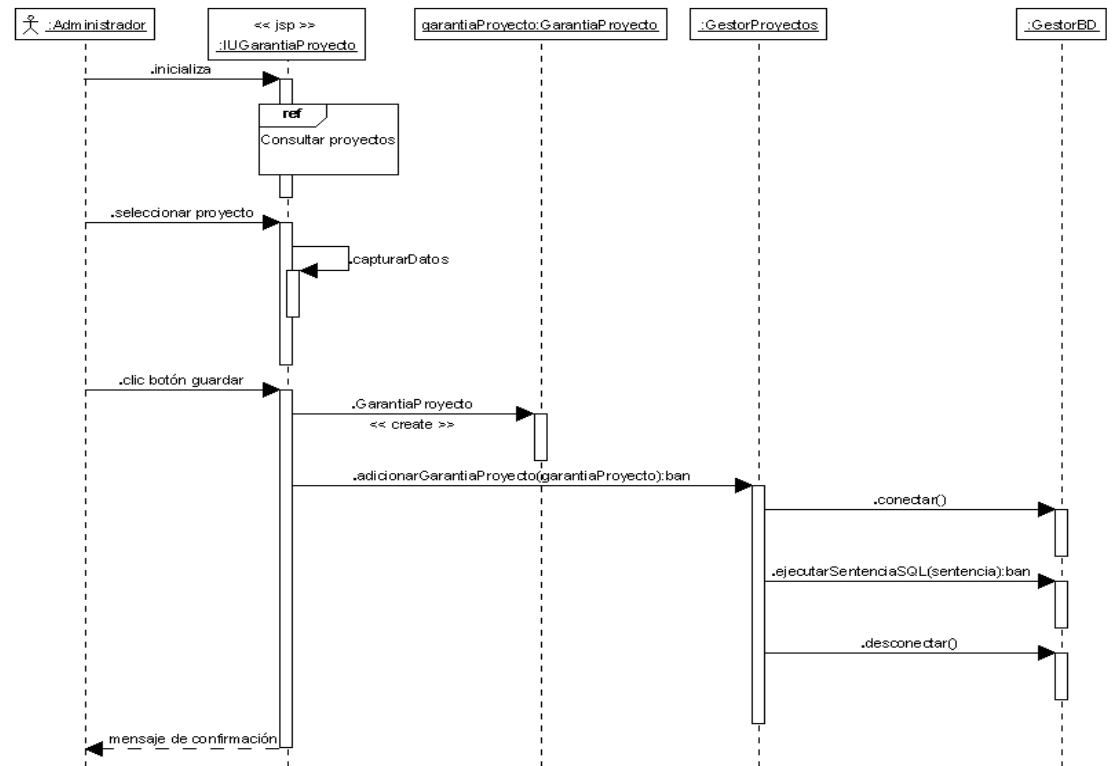 :Administrador
<< jsp >>
:IUGarantiaProyecto
garantiaProyecto:GarantiaProyecto
:GestorProyectos
:GestorBD
.inicializa
ref
Consultar proyectos
.seleccionar proyecto
.capturarDatos
.clic botón guardar
.GarantiaProyecto
<< create >>
.adicionarGarantiaProyecto(garantiaProyecto):ban
.conectar()
.ejecutarSentenciaSQL(sentencia):ban
.desconectar()
mensaje de confirmación